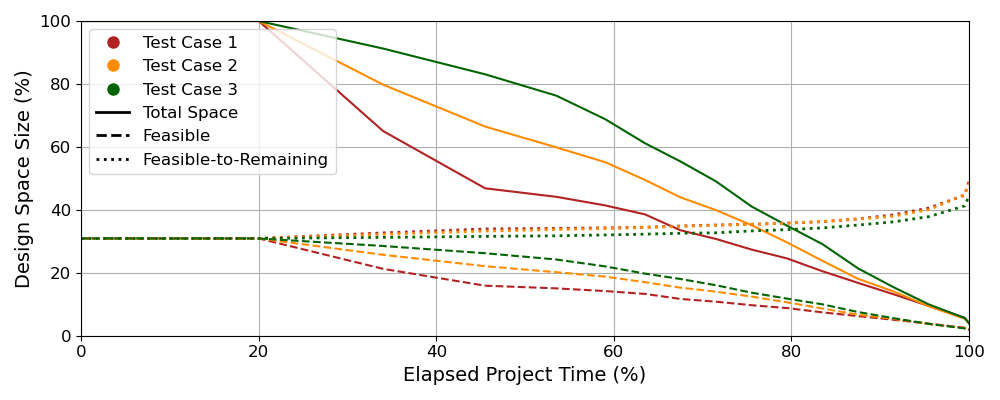 100
80
60
40
20
0
Design Space Size (%)
Test Case 1
Test Case 2
Test Case 3
Total Space
Feasible
Feasible-to-Remaining
0 20 40 60 80 100
Elapsed Project Time (%)